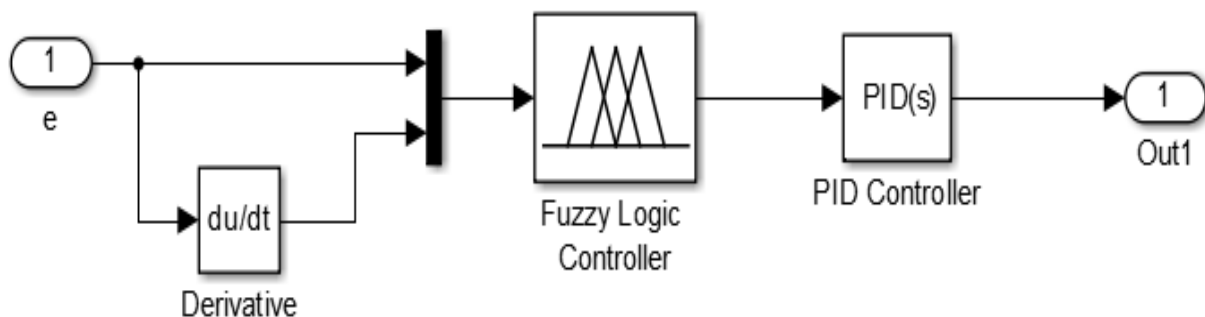 1
e
du/dt
Derivative
Fuzzy Logic
Controller
PID(s)
PID Controller
1
Out1